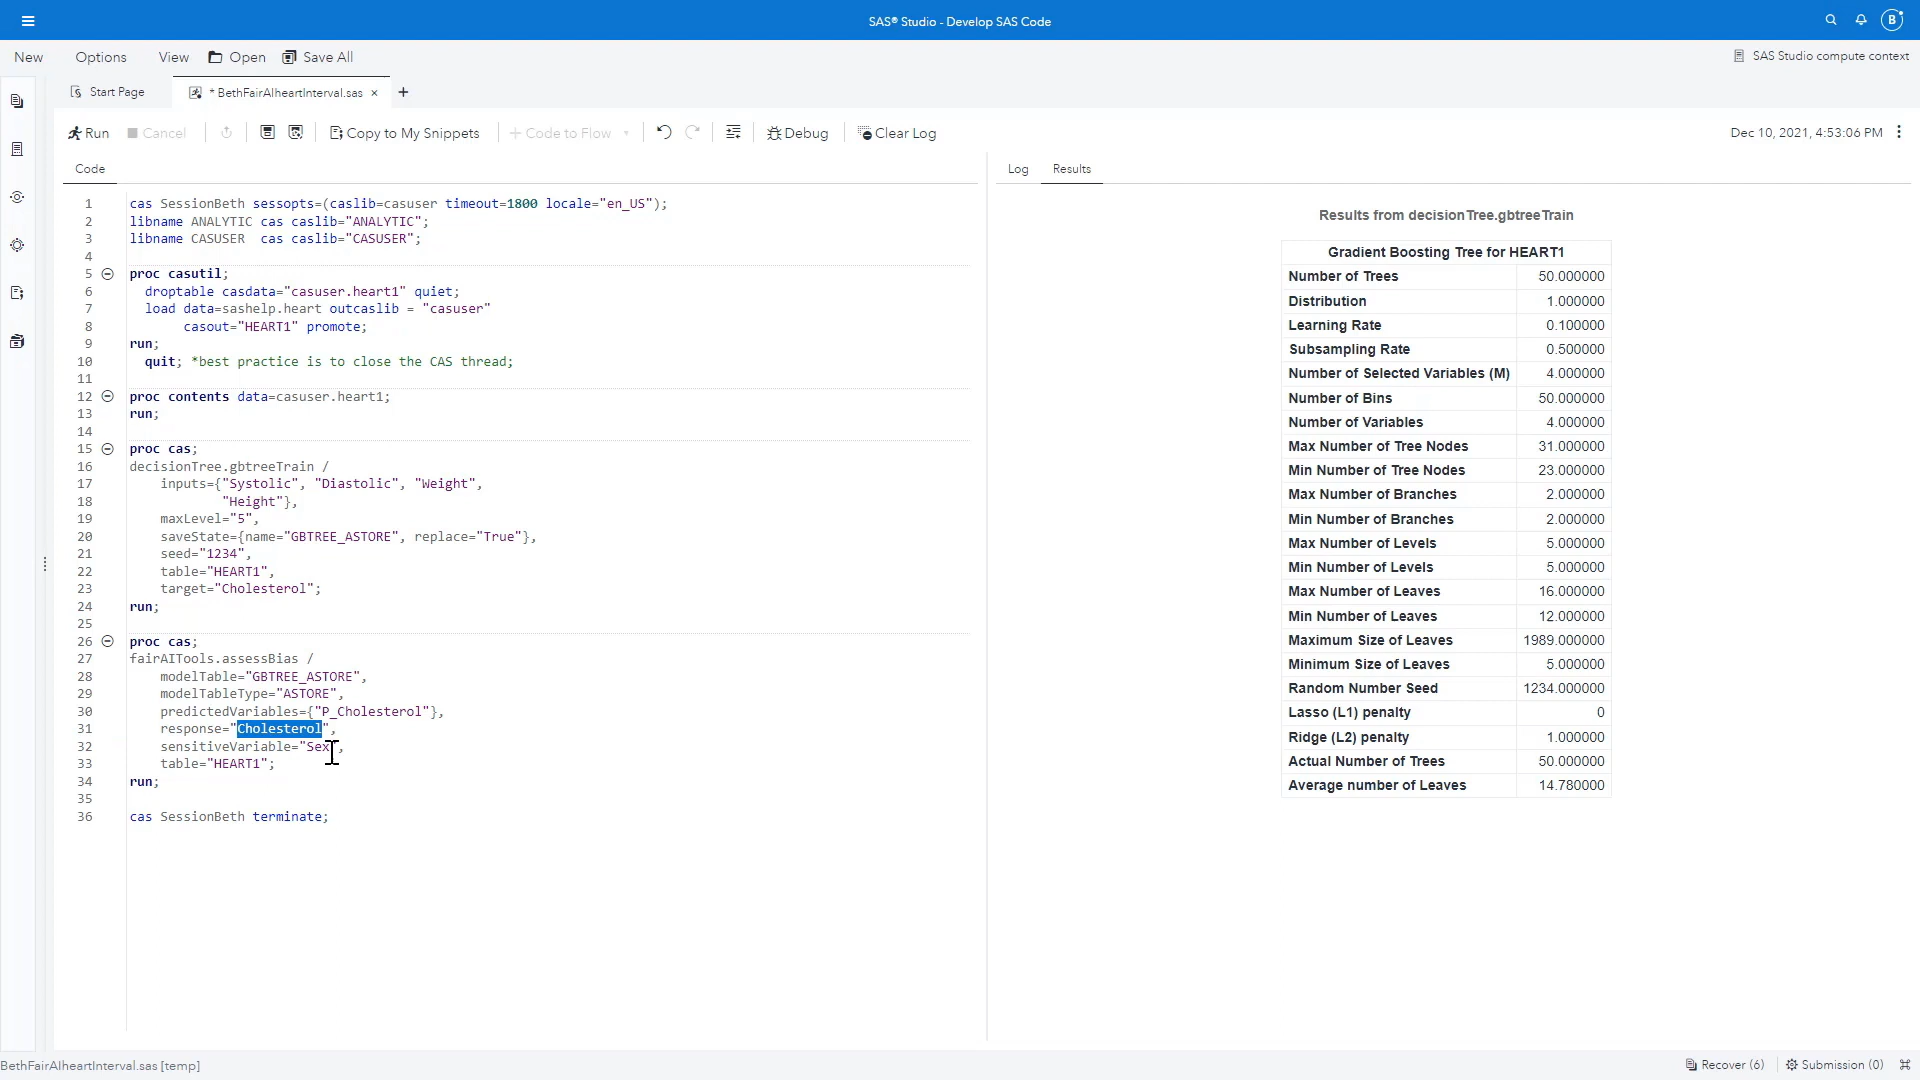 SAS® Studio - Develop SAS Code
B
New Options View Open Save All
SAS Studio compute context
Start Page
* BethFairAIheartInterval.sas × +
Run Cancel Copy to My Snippets + Code to Flow Debug Clear Log
Dec 10, 2021, 4:53:06 PM
Code
1 cas SessionBeth sessopts=(caslib=casuser timeout=1800 locale="en_US");
2 libname ANALYTIC cas caslib="ANALYTIC";
3 libname CASUSER  cas caslib="CASUSER";
4
5 proc casutil;
6   droptable casdata="casuser.heart1" quiet;
7   load data=sashelp.heart outcaslib = "casuser"
8        casout="HEART1" promote;
9 run;
10   quit; *best practice is to close the CAS thread;
11
12 proc contents data=casuser.heart1;
13 run;
14
15 proc cas;
16 decisionTree.gbtreeTrain /
17     inputs={"Systolic", "Diastolic", "Weight",
18             "Height"},
19     maxLevel="5",
20     saveState={name="GBTREE_ASTORE", replace="True"},
21     seed="1234",
22     table="HEART1",
23     target="Cholesterol";
24 run;
25
26 proc cas;
27 fairAITools.assessBias /
28     modelTable="GBTREE_ASTORE",
29     modelTableType="ASTORE",
30     predictedVariables={"P_Cholesterol"},
31     response="Cholesterol",
32     sensitiveVariable="Sex",
33     table="HEART1";
34 run;
35
36 cas SessionBeth terminate;
Log Results
Results from decisionTree.gbtreeTrain
Gradient Boosting Tree for HEART1
Number of Trees 50.000000
Distribution 1.000000
Learning Rate 0.100000
Subsampling Rate 0.500000
Number of Selected Variables (M) 4.000000
Number of Bins 50.000000
Number of Variables 4.000000
Max Number of Tree Nodes 31.000000
Min Number of Tree Nodes 23.000000
Max Number of Branches 2.000000
Min Number of Branches 2.000000
Max Number of Levels 5.000000
Min Number of Levels 5.000000
Max Number of Leaves 16.000000
Min Number of Leaves 12.000000
Maximum Size of Leaves 1989.000000
Minimum Size of Leaves 5.000000
Random Number Seed 1234.000000
Lasso (L1) penalty 0
Ridge (L2) penalty 1.000000
Actual Number of Trees 50.000000
Average number of Leaves 14.780000
BethFairAIheartInterval.sas [temp]
Recover (6) Submission (0)